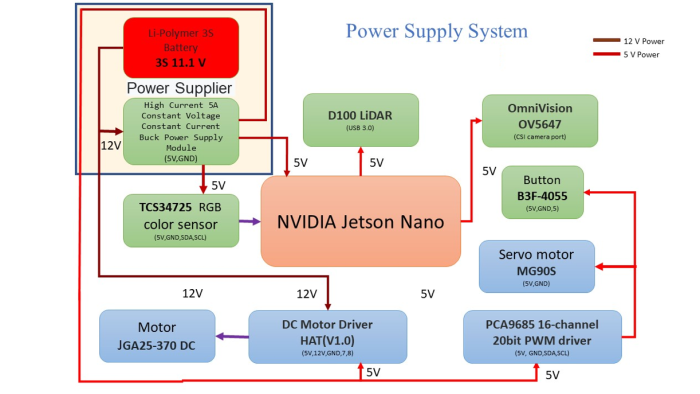 Power Supply System
12 V Power
5 V Power
Li-Polymer 3S
Battery
3S 11.1 V
Power Supplier
High Current 5A
Constant Voltage
Constant Current
Buck Power Supply
Module
(5V,GND)
12V
5V
5V
D100 LiDAR
(USB 3.0)
5V
OmniVision
OV5647
(CSI camera port)
5V
Button
B3F-4055
(5V,GND,5)
TCS34725 RGB
color sensor
(5V,GND,SDA,SCL)
NVIDIA Jetson Nano
Servo motor
MG90S
(5V,GND)
12V
12V
5V
Motor
JGA25-370 DC
DC Motor Driver
HAT(V1.0)
(5V,12V,GND,7,8)
PCA9685 16-channel
20bit PWM driver
(5V, GND,SDA,SCL)
5V
5V